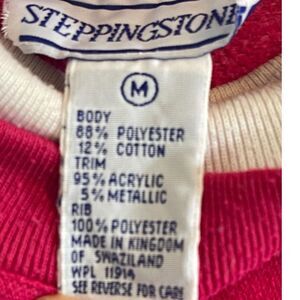 STEPPINGSTONE
M
BODY
88% POLYESTER
12% COTTON
TRIM
95% ACRYLIC
5% METALLIC
RIB
100% POLYESTER
MADE IN KINGDOM
OF SWAZILAND
WPL 11914
SEE REVERSE FOR CARE